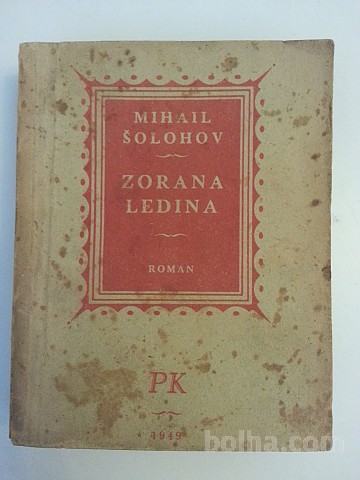 MIHAIL
ŠOLOHOV
ZORANA
LEDINA
ROMAN
PK
1949
bolha.com